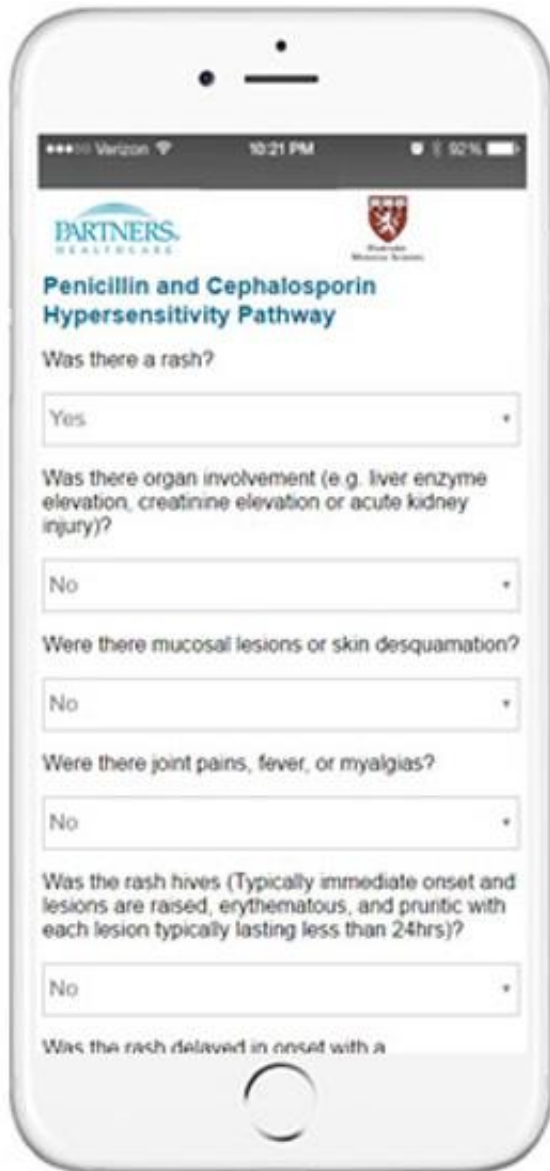 Verizon 10:21 PM 92%
PARTNERS.
HEALTHCARE
HARVARD
MEDICAL SCHOOL
Penicillin and Cephalosporin
Hypersensitivity Pathway
Was there a rash?
Yes
Was there organ involvement (e.g. liver enzyme
elevation, creatinine elevation or acute kidney
injury)?
No
Were there mucosal lesions or skin desquamation?
No
Were there joint pains, fever, or myalgias?
No
Was the rash hives (Typically immediate onset and
lesions are raised, erythematous, and pruritic with
each lesion typically lasting less than 24hrs)?
No
Was the rash delayed in onset with a